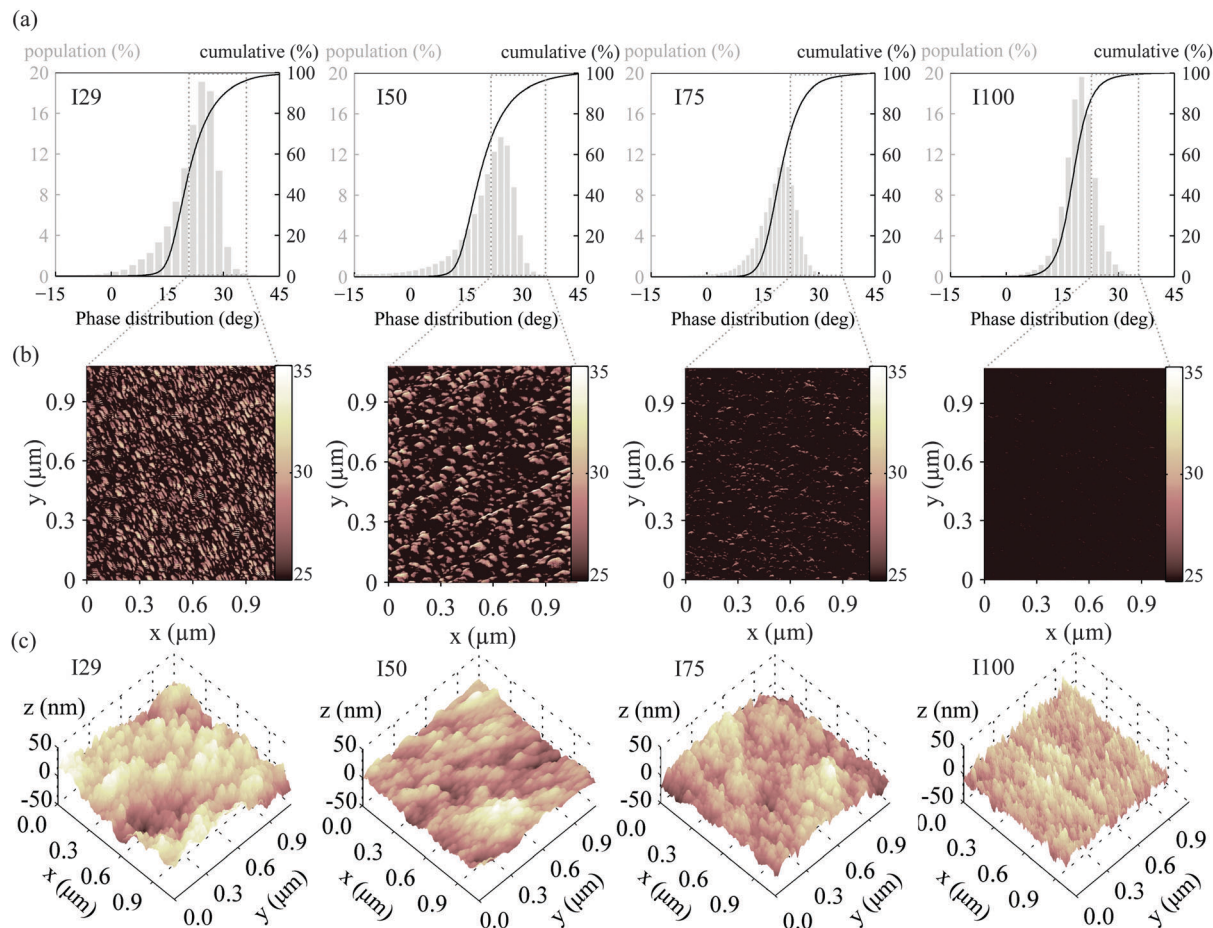 (a)
population (%) cumulative (%) population (%) cumulative (%) population (%) cumulative (%) population (%) cumulative (%)
20 I29 100 20 I50 100 20 I75 100 20 I100 100
16 80 16 80 16 80 16 80
12 60 12 60 12 60 12 60
8 40 8 40 8 40 8 40
4 20 4 20 4 20 4 20
0 0 0 0 0 0 0 0
−15 0 15 30 45 −15 0 15 30 45 −15 0 15 30 45 −15 0 15 30 45
Phase distribution (deg) Phase distribution (deg) Phase distribution (deg) Phase distribution (deg)
(b)
35 35 35 35
0.9 0.9 0.9 0.9
y (μm) 0.6 30 y (μm) 0.6 30 y (μm) 0.6 30 y (μm) 0.6 30
0.3 0.3 0.3 0.3
0 25 0 25 0 25 0 25
0 0.3 0.6 0.9 0 0.3 0.6 0.9 0 0.3 0.6 0.9 0 0.3 0.6 0.9
x (μm) x (μm) x (μm) x (μm)
(c)
I29 I50 I75 I100
z (nm) z (nm) z (nm) z (nm)
50 50 50 50
0 0 0 0
-50 -50 -50 -50
0.0 0.9 0.0 0.9 0.0 0.9 0.0 0.9
0.3 0.6 0.3 0.6 0.3 0.6 0.3 0.6
x (μm) 0.6 0.3 y (μm) x (μm) 0.6 0.3 y (μm) x (μm) 0.6 0.3 y (μm) x (μm) 0.6 0.3 y (μm)
0.9 0.0 0.9 0.0 0.9 0.0 0.9 0.0